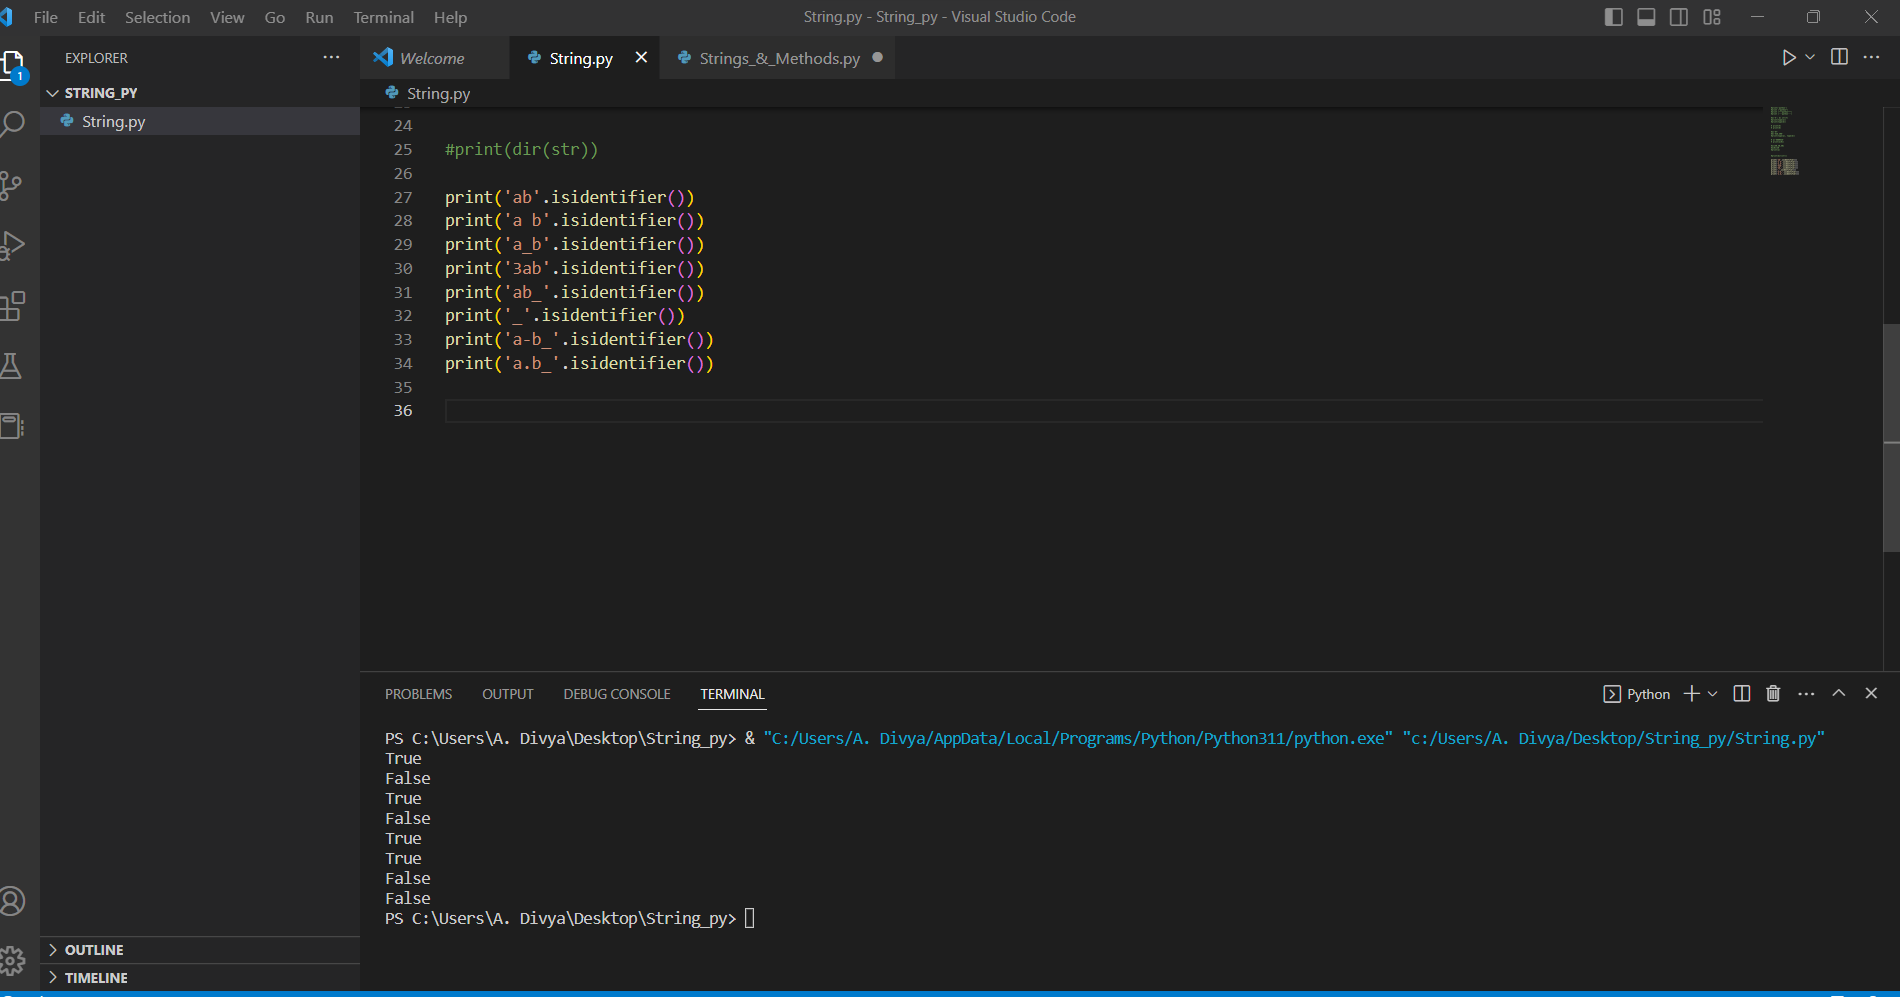 File Edit Selection View Go Run Terminal Help String.py - String_py - Visual Studio Code
EXPLORER
Welcome String.py Strings_&_Methods.py
1
STRING_PY
String.py
String.py
24
25 #print(dir(str))
26
27 print('ab'.isidentifier())
28 print('a b'.isidentifier())
29 print('a_b'.isidentifier())
30 print('3ab'.isidentifier())
31 print('ab_'.isidentifier())
32 print('_'.isidentifier())
33 print('a-b_'.isidentifier())
34 print('a.b_'.isidentifier())
35
36
PROBLEMS OUTPUT DEBUG CONSOLE TERMINAL Python
PS C:\Users\A. Divya\Desktop\String_py> & "C:/Users/A. Divya/AppData/Local/Programs/Python/Python311/python.exe" "c:/Users/A. Divya/Desktop/String_py/String.py"
True
False
True
False
True
True
False
False
PS C:\Users\A. Divya\Desktop\String_py>
OUTLINE
TIMELINE